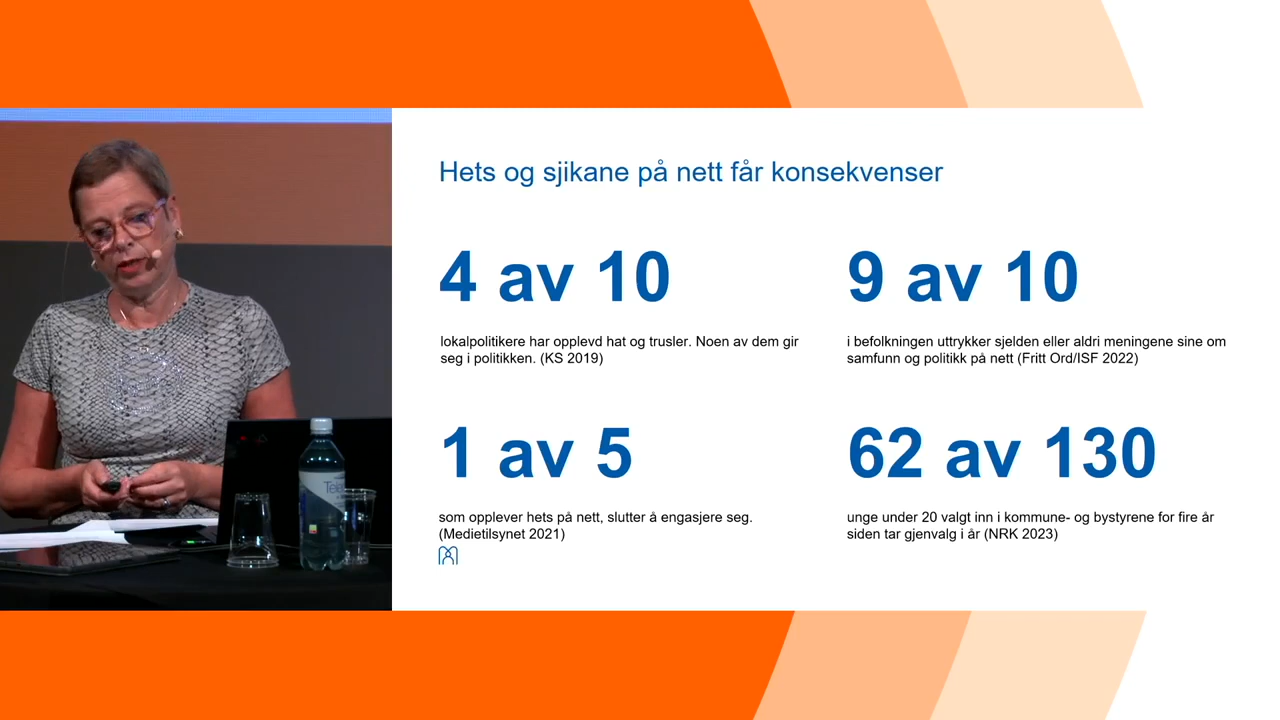 Hets og sjikane på nett får konsekvenser
4 av 10
lokalpolitikere har opplevd hat og trusler. Noen av dem gir
seg i politikken. (KS 2019)
9 av 10
i befolkningen uttrykker sjelden eller aldri meningene sine om
samfunn og politikk på nett (Fritt Ord/ISF 2022)
1 av 5
som opplever hets på nett, slutter å engasjere seg.
(Medietilsynet 2021)
62 av 130
unge under 20 valgt inn i kommune- og bystyrene for fire år
siden tar gjenvalg i år (NRK 2023)